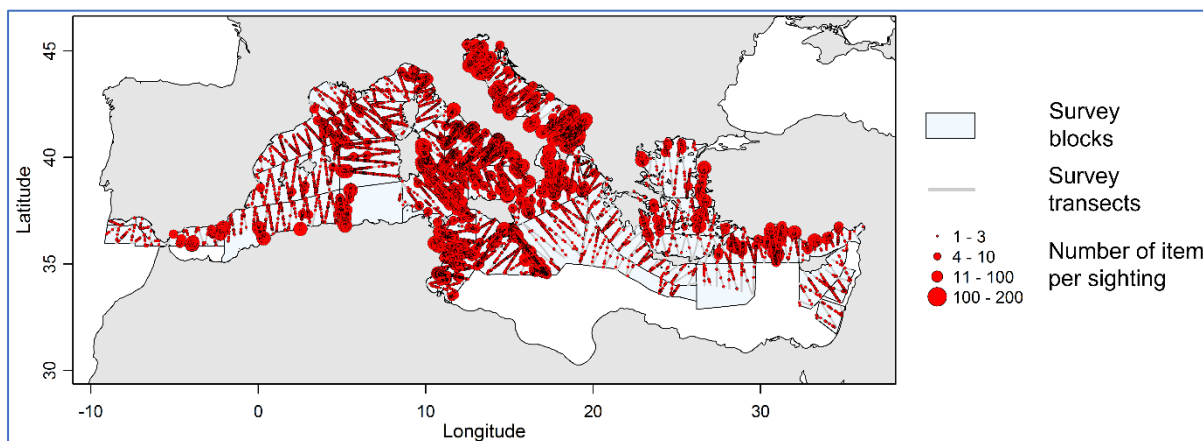 45
40
35
30
Latitude
-10 0 10 20 30
Longitude
Survey
blocks
Survey
transects
1 - 3
4 - 10
11 - 100
100 - 200
Number of item
per sighting